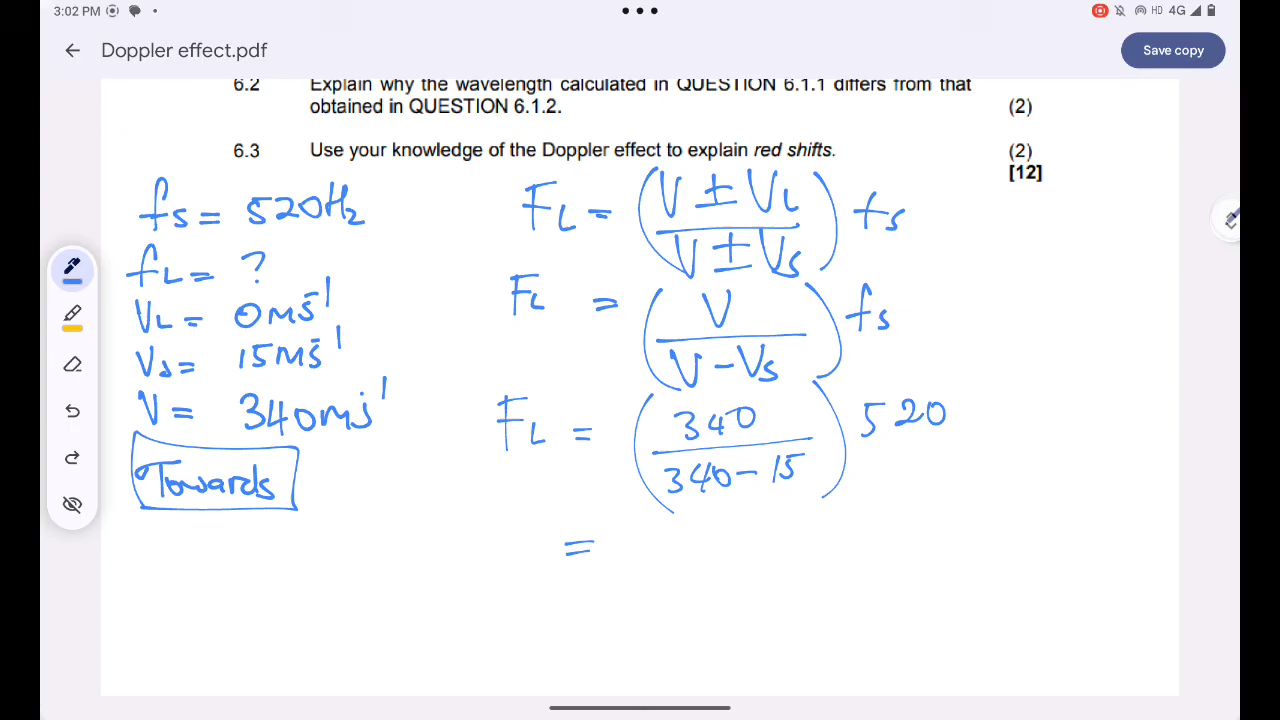 3:02 PM
HD 4G
Doppler effect.pdf
Save copy
6.2 Explain why the wavelength calculated in QUESTION 6.1.1 differs from that
obtained in QUESTION 6.1.2. (2)
6.3 Use your knowledge of the Doppler effect to explain red shifts. (2)
[12]
fs = 520Hz
fL = ?
VL = 0ms⁻¹
Vs = 15ms⁻¹
V = 340ms⁻¹
Towards
FL = (V ± VL / V ± Vs) fs
FL = (V / V - Vs) fs
FL = (340 / 340 - 15) 520
=